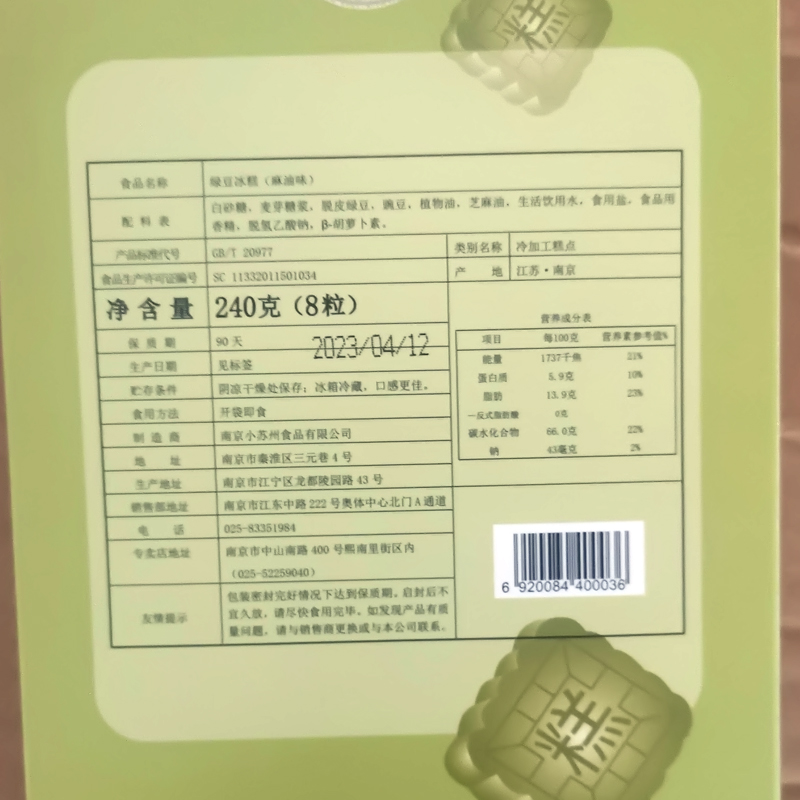 糕
食品名称 绿豆冰糕（麻油味）
配料表 白砂糖、麦芽糖浆、脱皮绿豆、豌豆、植物油、芝麻油、生活饮用水、食用盐、食品用
香精、脱氢乙酸钠、β-胡萝卜素。
产品标准代号 GB/T 20977 类别名称 冷加工糕点
食品生产许可证编号 SC 11332011501034 产地 江苏·南京
净含量 240克（8粒）
保质期 90 天
生产日期 见标签 2023/04/12
贮存条件 阴凉干燥处保存；冰箱冷藏，口感更佳。
食用方法 开袋即食
制造商 南京小苏州食品有限公司
地址 南京市秦淮区三元巷 4 号
生产地址 南京市江宁区龙都陵园路 43 号
销售部地址 南京市江东中路 222 号奥体中心北门 A 通道
电话 025-83351984
专卖店地址 南京市中山南路 400 号熙南里街区内
（025-52259040）
友情提示 包装密封完好情况下达到保质期。启封后不
宜久放，请尽快食用完毕。如发现产品有质
量问题，请与销售商更换或与本公司联系。
营养成分表
项目 每100克 营养素参考值%
能量 1737千焦 21%
蛋白质 5.9克 10%
脂肪 13.9克 23%
一反式脂肪酸 0克
碳水化合物 66.0克 22%
钠 43毫克 2%
6 920084 400036
糕